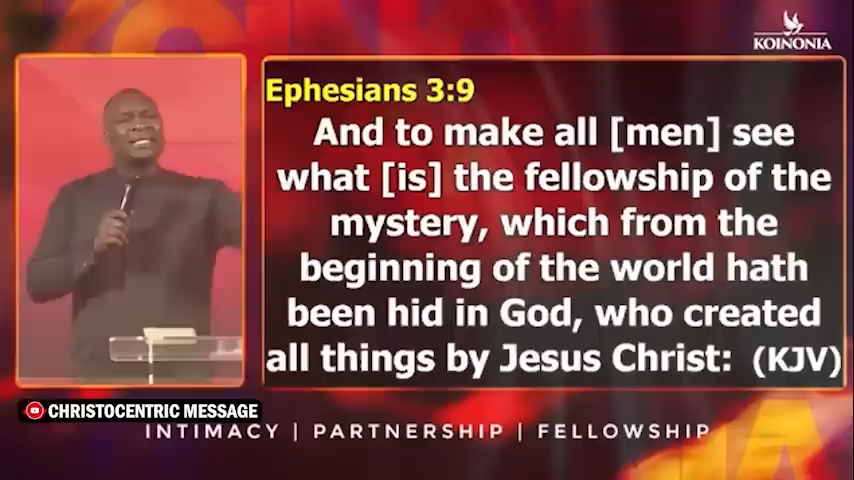 KOINONIA
Ephesians 3:9
And to make all [men] see
what [is] the fellowship of the
mystery, which from the
beginning of the world hath
been hid in God, who created
all things by Jesus Christ: (KJV)
CHRISTOCENTRIC MESSAGE
INTIMACY | PARTNERSHIP | FELLOWSHIP